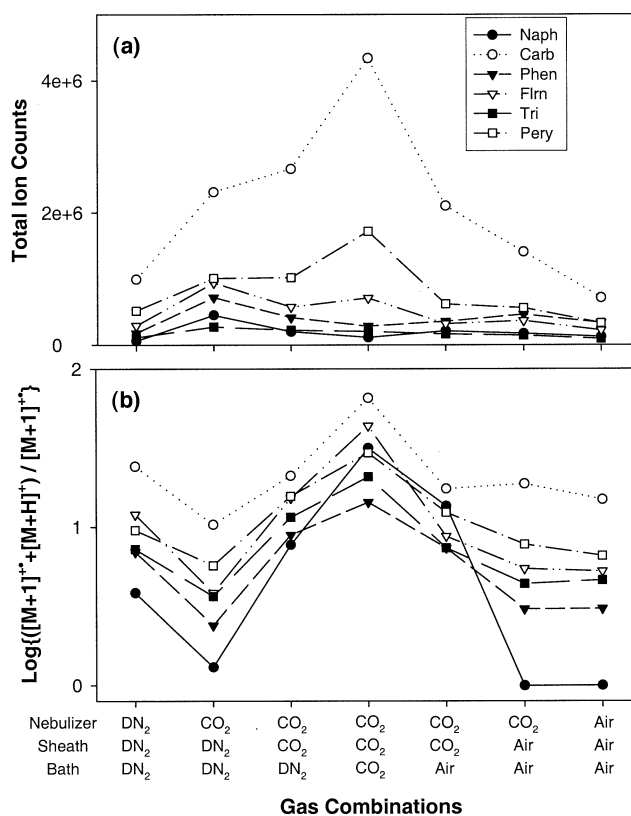 (a)
Naph
Carb
Phen
Flrn
Tri
Pery
Total Ion Counts
4e+6
2e+6
0
(b)
Log{([M+1]⁺•+[M+H]⁺) / [M+1]⁺•}
2
1
0
Nebulizer DN₂ CO₂ CO₂ CO₂ CO₂ CO₂ Air
Sheath DN₂ DN₂ CO₂ CO₂ CO₂ Air Air
Bath DN₂ DN₂ DN₂ CO₂ Air Air Air
Gas Combinations